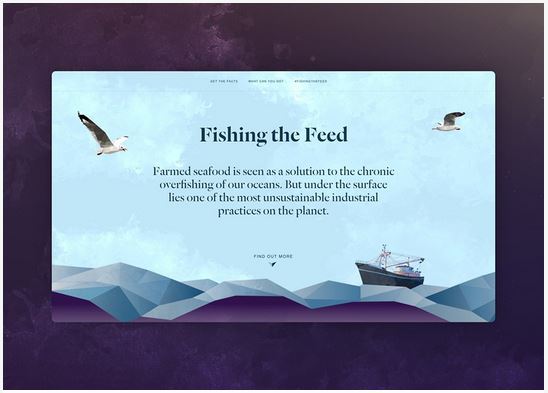 GET THE FACTS WHAT CAN YOU DO? #FISHINGTHEFEED
Fishing the Feed
Farmed seafood is seen as a solution to the chronic
overfishing of our oceans. But under the surface
lies one of the most unsustainable industrial
practices on the planet.
FIND OUT MORE